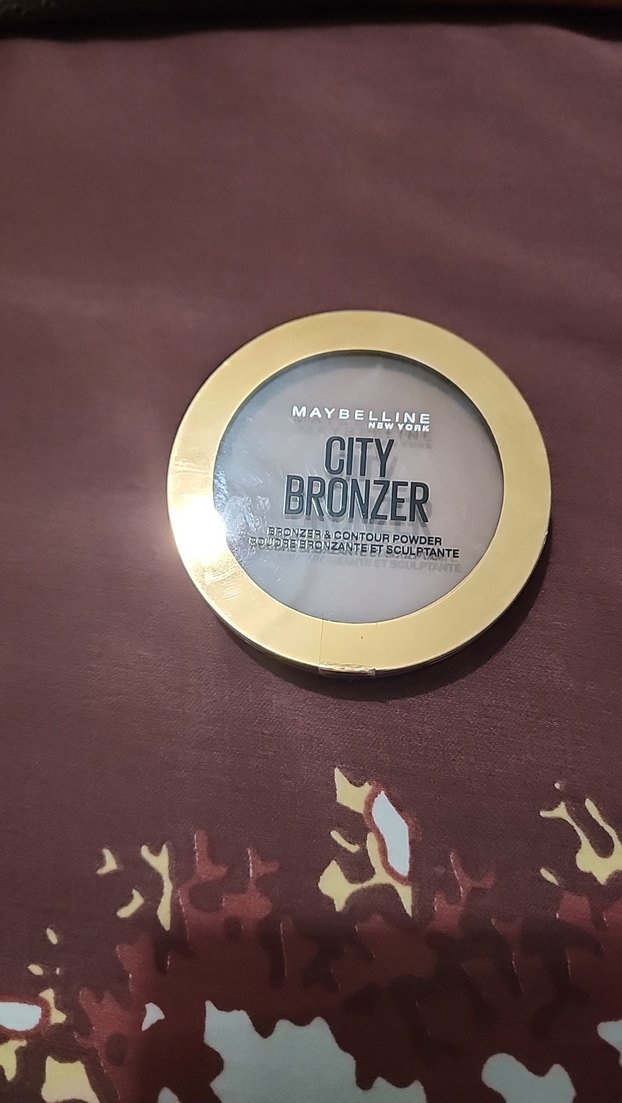 MAYBELLINE
NEW YORK
CITY
BRONZER
BRONZER & CONTOUR POWDER
POUDRE BRONZANTE ET SCULPTANTE